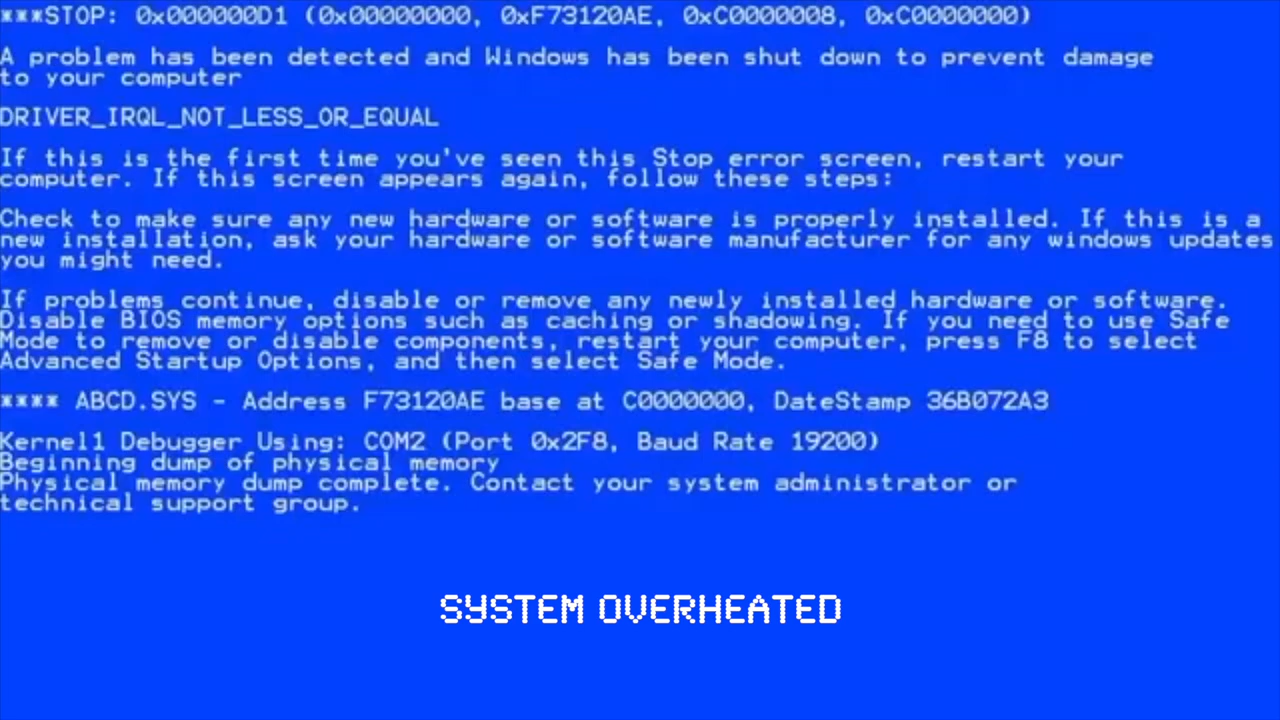 ***STOP: 0x000000D1 (0x00000000, 0xF73120AE, 0xC0000008, 0xC0000000)
A problem has been detected and Windows has been shut down to prevent damage
to your computer
DRIVER_IRQL_NOT_LESS_OR_EQUAL
If this is the first time you've seen this Stop error screen, restart your
computer. If this screen appears again, follow these steps:
Check to make sure any new hardware or software is properly installed. If this is a
new installation, ask your hardware or software manufacturer for any windows updates
you might need.
If problems continue, disable or remove any newly installed hardware or software.
Disable BIOS memory options such as caching or shadowing. If you need to use Safe
Mode to remove or disable components, restart your computer, press F8 to select
Advanced Startup Options, and then select Safe Mode.
**** ABCD.SYS - Address F73120AE base at C0000000, DateStamp 36B072A3
Kernel1 Debugger Using: COM2 (Port 0x2F8, Baud Rate 19200)
Beginning dump of physical memory
Physical memory dump complete. Contact your system administrator or
technical support group.
SYSTEM OVERHEATED